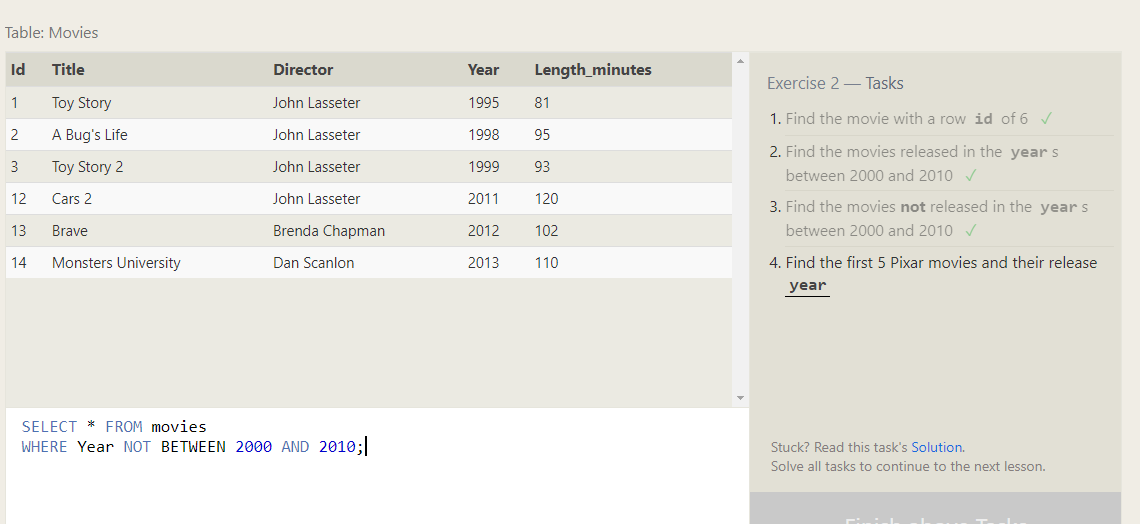 Table: Movies
Id Title Director Year Length_minutes
1 Toy Story John Lasseter 1995 81
2 A Bug's Life John Lasseter 1998 95
3 Toy Story 2 John Lasseter 1999 93
12 Cars 2 John Lasseter 2011 120
13 Brave Brenda Chapman 2012 102
14 Monsters University Dan Scanlon 2013 110
SELECT * FROM movies
WHERE Year NOT BETWEEN 2000 AND 2010;
Exercise 2 — Tasks
1. Find the movie with a row id of 6 ✓
2. Find the movies released in the year s
between 2000 and 2010 ✓
3. Find the movies not released in the year s
between 2000 and 2010 ✓
4. Find the first 5 Pixar movies and their release
year
Stuck? Read this task's Solution.
Solve all tasks to continue to the next lesson.
Finish above Tasks